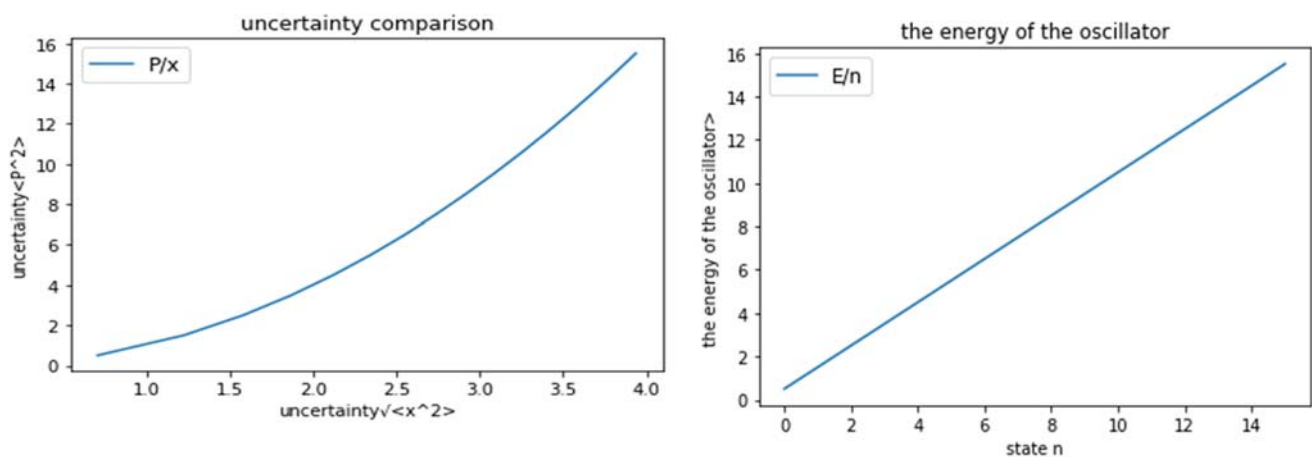 uncertainty comparison
P/x
uncertainty<P^2>
16
14
12
10
8
6
4
2
0
1.0 1.5 2.0 2.5 3.0 3.5 4.0
uncertainty√<x^2>
the energy of the oscillator
E/n
the energy of the oscillator>
16
14
12
10
8
6
4
2
0
0 2 4 6 8 10 12 14
state n